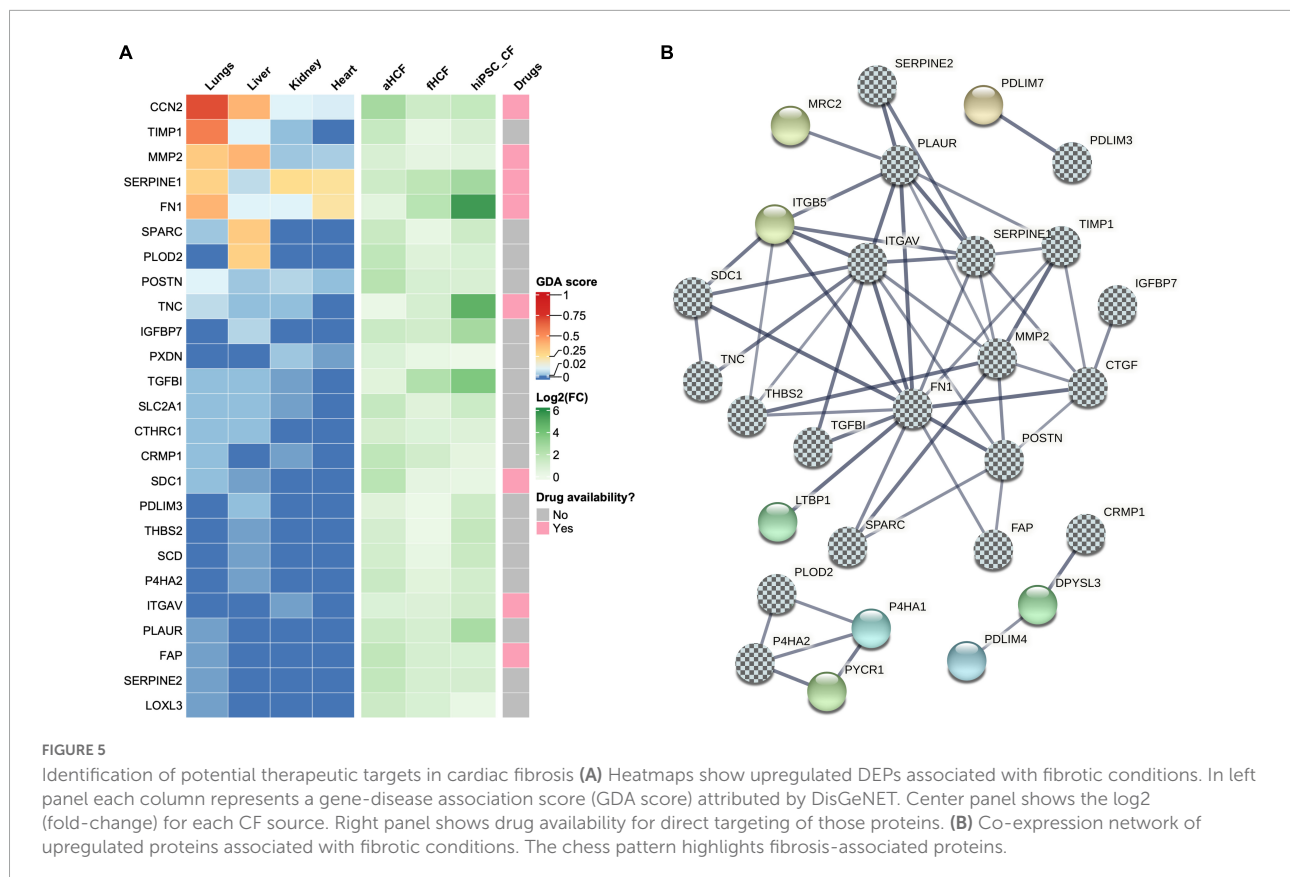 A
Lungs Liver Kidney Heart aHCF fHCF hiPSC_CF Drugs
CCN2
TIMP1
MMP2
SERPINE1
FN1
SPARC
PLOD2
POSTN
TNC
IGFBP7
PXDN
TGFBI
SLC2A1
CTHRC1
CRMP1
SDC1
PDLIM3
THBS2
SCD
P4HA2
ITGAV
PLAUR
FAP
SERPINE2
LOXL3
GDA score
1
0.75
0.5
0.25
0.02
0
Log2(FC)
6
4
2
0
Drug availability?
No
Yes
B
SERPINE2
PDLIM7
MRC2
PLAUR
PDLIM3
ITGB5
ITGAV
SERPINE1
TIMP1
SDC1
IGFBP7
MMP2
TNC
FN1
CTGF
THBS2
TGFBI
POSTN
LTBP1
SPARC
FAP
CRMP1
PLOD2
P4HA1
DPYSL3
P4HA2
PDLIM4
PYCR1
FIGURE 5
Identification of potential therapeutic targets in cardiac fibrosis (A) Heatmaps show upregulated DEPs associated with fibrotic conditions. In left
panel each column represents a gene-disease association score (GDA score) attributed by DisGeNET. Center panel shows the log2
(fold-change) for each CF source. Right panel shows drug availability for direct targeting of those proteins. (B) Co-expression network of
upregulated proteins associated with fibrotic conditions. The chess pattern highlights fibrosis-associated proteins.